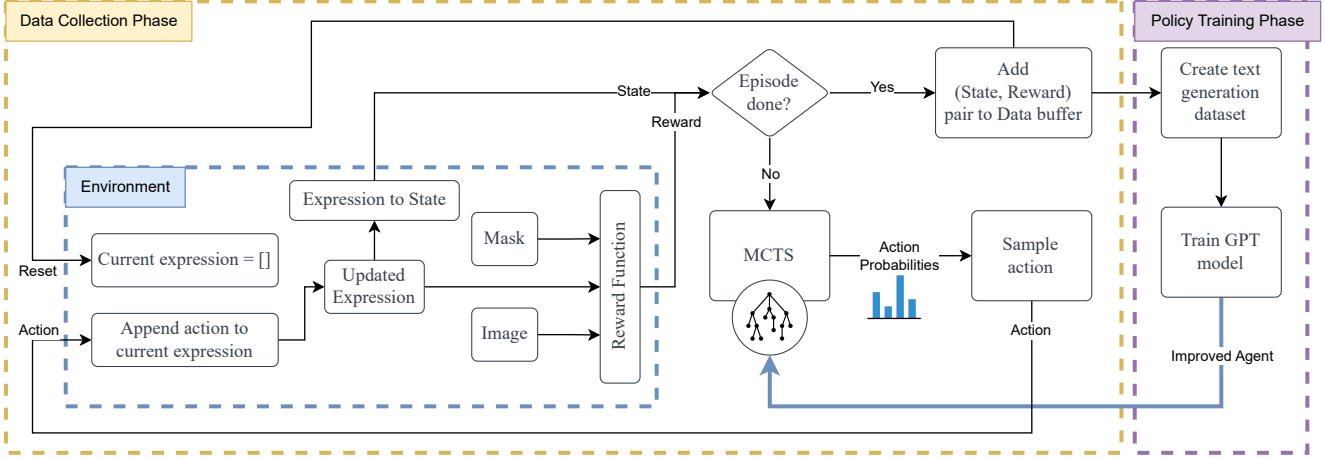 Data Collection Phase
Policy Training Phase
State
Reward
Episode
done?
Yes
Add
(State, Reward)
pair to Data buffer
Create text
generation
dataset
Environment
Expression to State
No
Reset
Current expression = []
Updated
Expression
Mask
Image
Reward Function
MCTS
Action
Probabilities
Sample
action
Train GPT
model
Action
Append action to
current expression
Action
Improved Agent